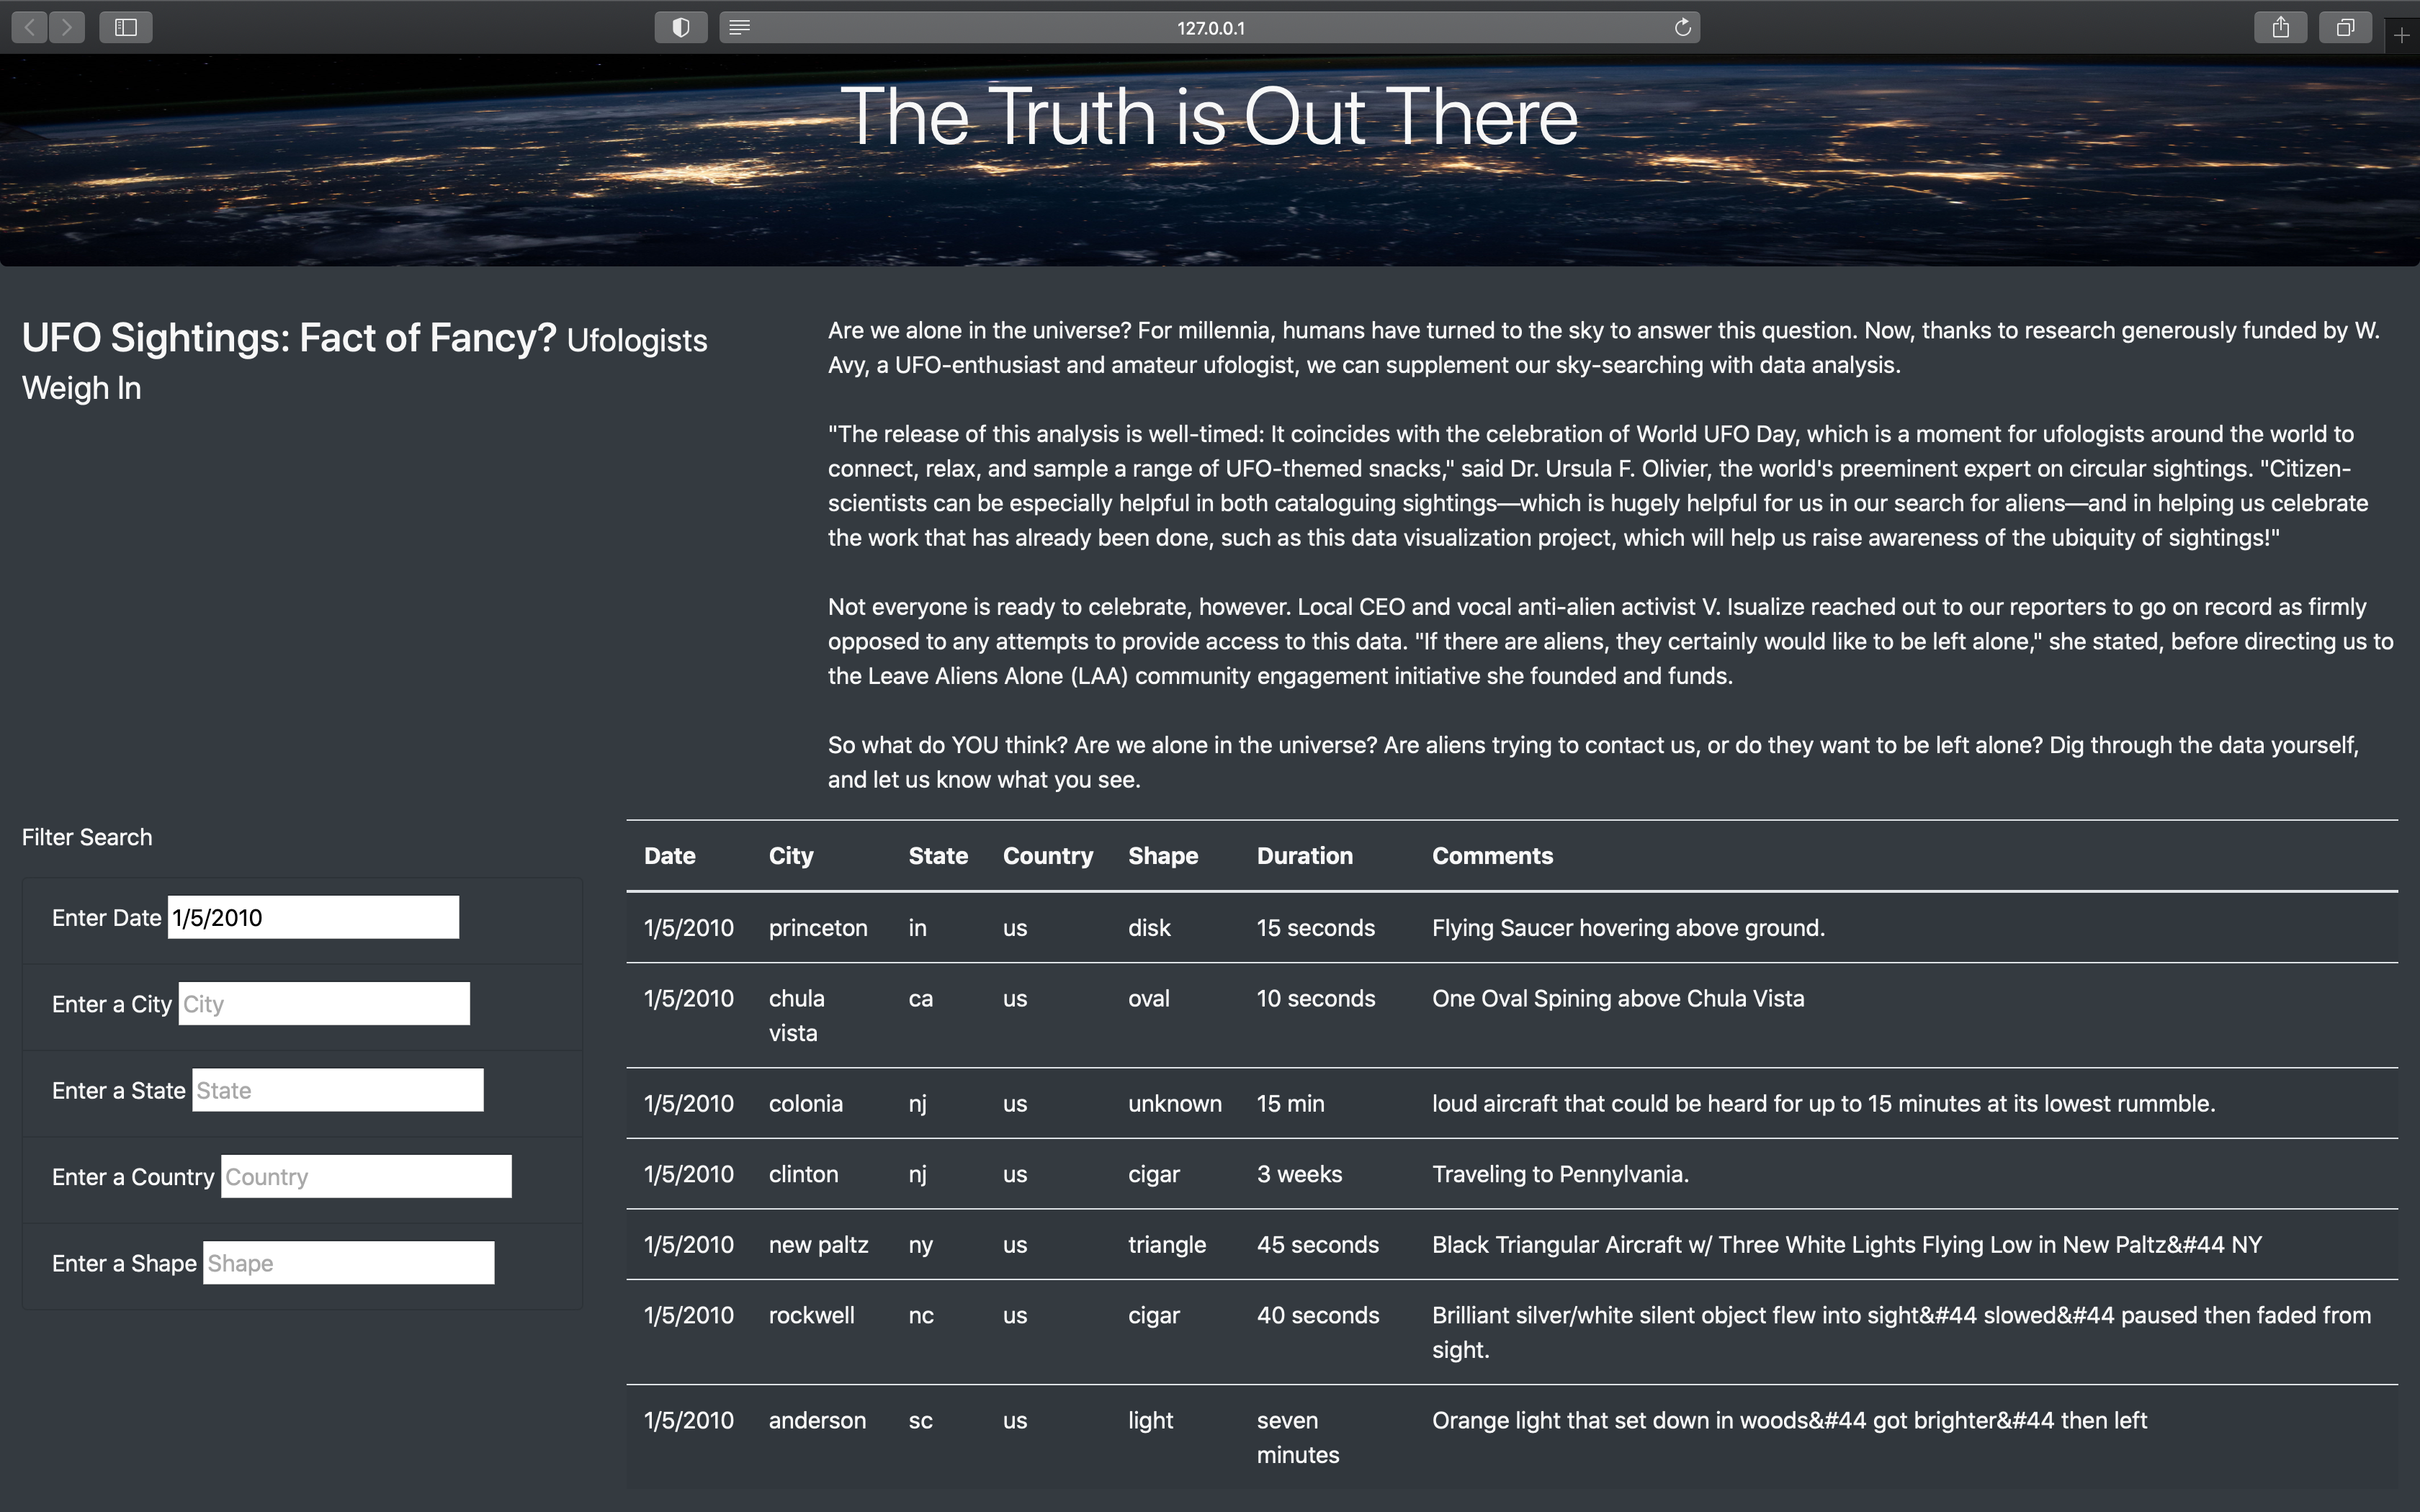 127.0.0.1
The Truth is Out There
UFO Sightings: Fact of Fancy? Ufologists
Weigh In
Are we alone in the universe? For millennia, humans have turned to the sky to answer this question. Now, thanks to research generously funded by W.
Avy, a UFO-enthusiast and amateur ufologist, we can supplement our sky-searching with data analysis.
"The release of this analysis is well-timed: It coincides with the celebration of World UFO Day, which is a moment for ufologists around the world to
connect, relax, and sample a range of UFO-themed snacks," said Dr. Ursula F. Olivier, the world's preeminent expert on circular sightings. "Citizen-
scientists can be especially helpful in both cataloguing sightings—which is hugely helpful for us in our search for aliens—and in helping us celebrate
the work that has already been done, such as this data visualization project, which will help us raise awareness of the ubiquity of sightings!"
Not everyone is ready to celebrate, however. Local CEO and vocal anti-alien activist V. Isualize reached out to our reporters to go on record as firmly
opposed to any attempts to provide access to this data. "If there are aliens, they certainly would like to be left alone," she stated, before directing us to
the Leave Aliens Alone (LAA) community engagement initiative she founded and funds.
So what do YOU think? Are we alone in the universe? Are aliens trying to contact us, or do they want to be left alone? Dig through the data yourself,
and let us know what you see.
Filter Search
Enter Date 1/5/2010
Enter a City City
Enter a State State
Enter a Country Country
Enter a Shape Shape
Date City State Country Shape Duration Comments
1/5/2010 princeton in us disk 15 seconds Flying Saucer hovering above ground.
1/5/2010 chula us ca oval 10 seconds One Oval Spining above Chula Vista
vista
1/5/2010 colonia nj us unknown 15 min loud aircraft that could be heard for up to 15 minutes at its lowest rummble.
1/5/2010 clinton nj us cigar 3 weeks Traveling to Pennylvania.
1/5/2010 new paltz ny us triangle 45 seconds Black Triangular Aircraft w/ Three White Lights Flying Low in New Paltz&#44 NY
1/5/2010 rockwell nc us cigar 40 seconds Brilliant silver/white silent object flew into sight&#44 slowed&#44 paused then faded from
sight.
1/5/2010 anderson sc us light seven Orange light that set down in woods&#44 got brighter&#44 then left
minutes